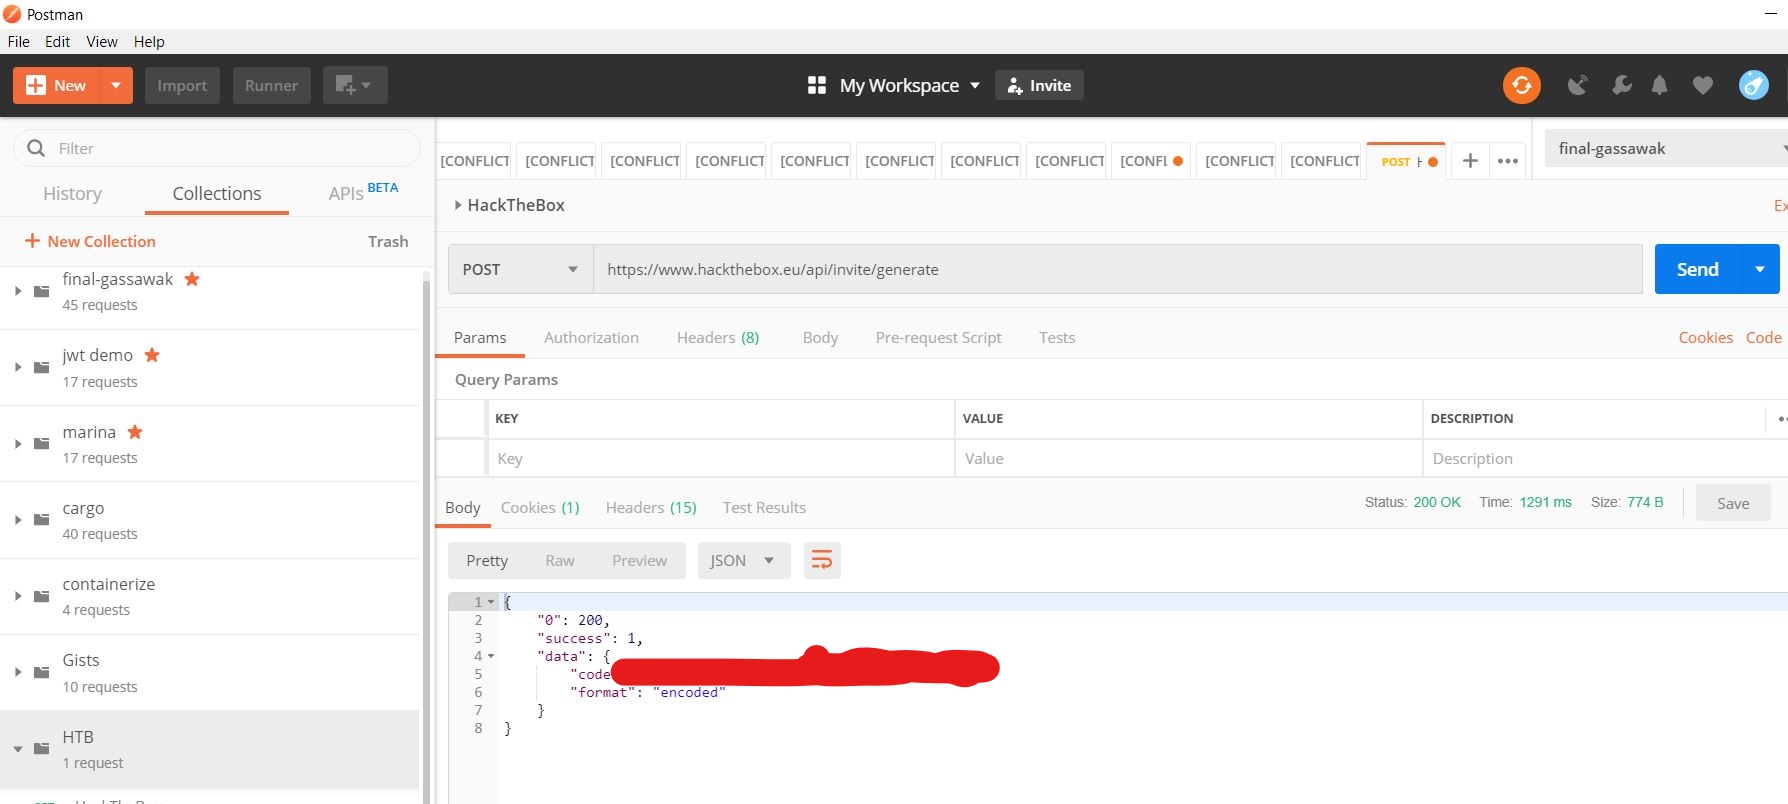 Postman
File Edit View Help
New Import Runner My Workspace Invite
Filter
History Collections APIs BETA
New Collection Trash
final-gassawak
45 requests
jwt demo
17 requests
marina
17 requests
cargo
40 requests
containerize
4 requests
Gists
10 requests
HTB
1 request
[CONFLICT [CONFLICT [CONFLICT [CONFLICT [CONFLICT [CONFLICT [CONFLICT [CONFLICT [CONFL [CONFLICT [CONFLICT POST + •••
final-gassawak
HackTheBox Ex
POST https://www.hackthebox.eu/api/invite/generate Send
Params Authorization Headers (8) Body Pre-request Script Tests Cookies Code
Query Params
KEY VALUE DESCRIPTION
Key Value Description
Body Cookies (1) Headers (15) Test Results Status: 200 OK Time: 1291 ms Size: 774 B Save
Pretty Raw Preview JSON
1 {
2 "0": 200,
3 "success": 1,
4 "data": {
5 "code
6 "format": "encoded"
7 }
8 }